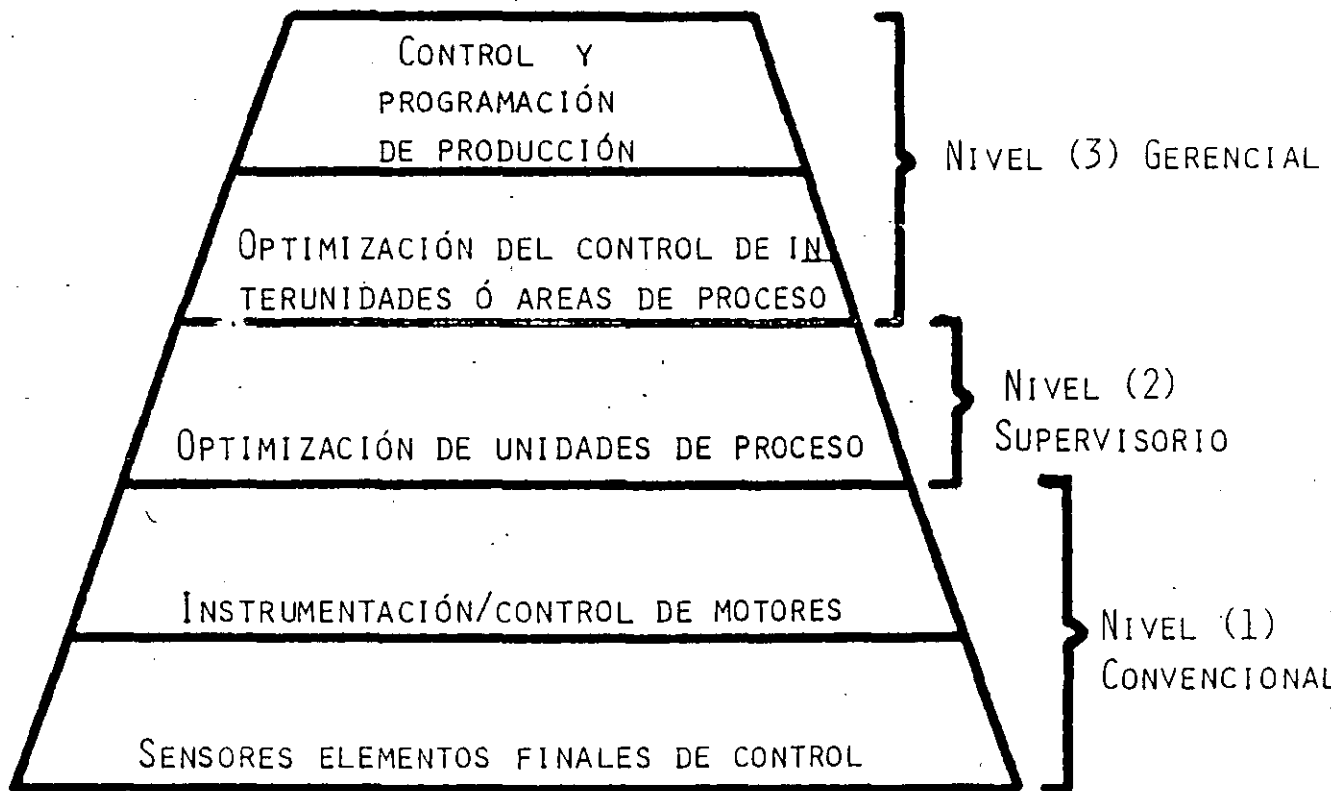 CONTROL Y
PROGRAMACIÓN
DE PRODUCCIÓN
NIVEL (3) GERENCIAL
OPTIMIZACIÓN DEL CONTROL DE IN
TERUNIDADES Ó AREAS DE PROCESO
NIVEL (2)
SUPERVISORIO
OPTIMIZACIÓN DE UNIDADES DE PROCESO
INSTRUMENTACIÓN/CONTROL DE MOTORES
NIVEL (1)
CONVENCIONAL
SENSORES ELEMENTOS FINALES DE CONTROL